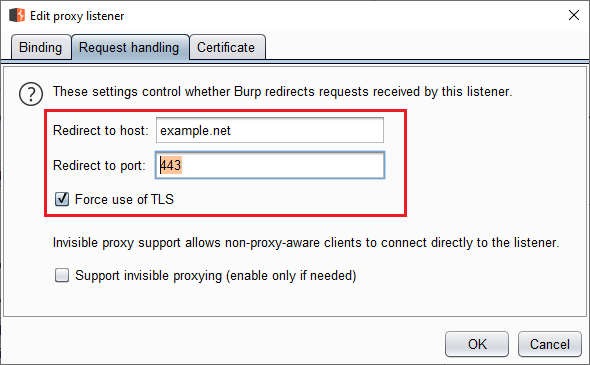 Edit proxy listener
Binding
Request handling
Certificate
?
These settings control whether Burp redirects requests received by this listener.
Redirect to host: example.net
Redirect to port: 443
Force use of TLS
Invisible proxy support allows non-proxy-aware clients to connect directly to the listener.
Support invisible proxying (enable only if needed)
OK
Cancel